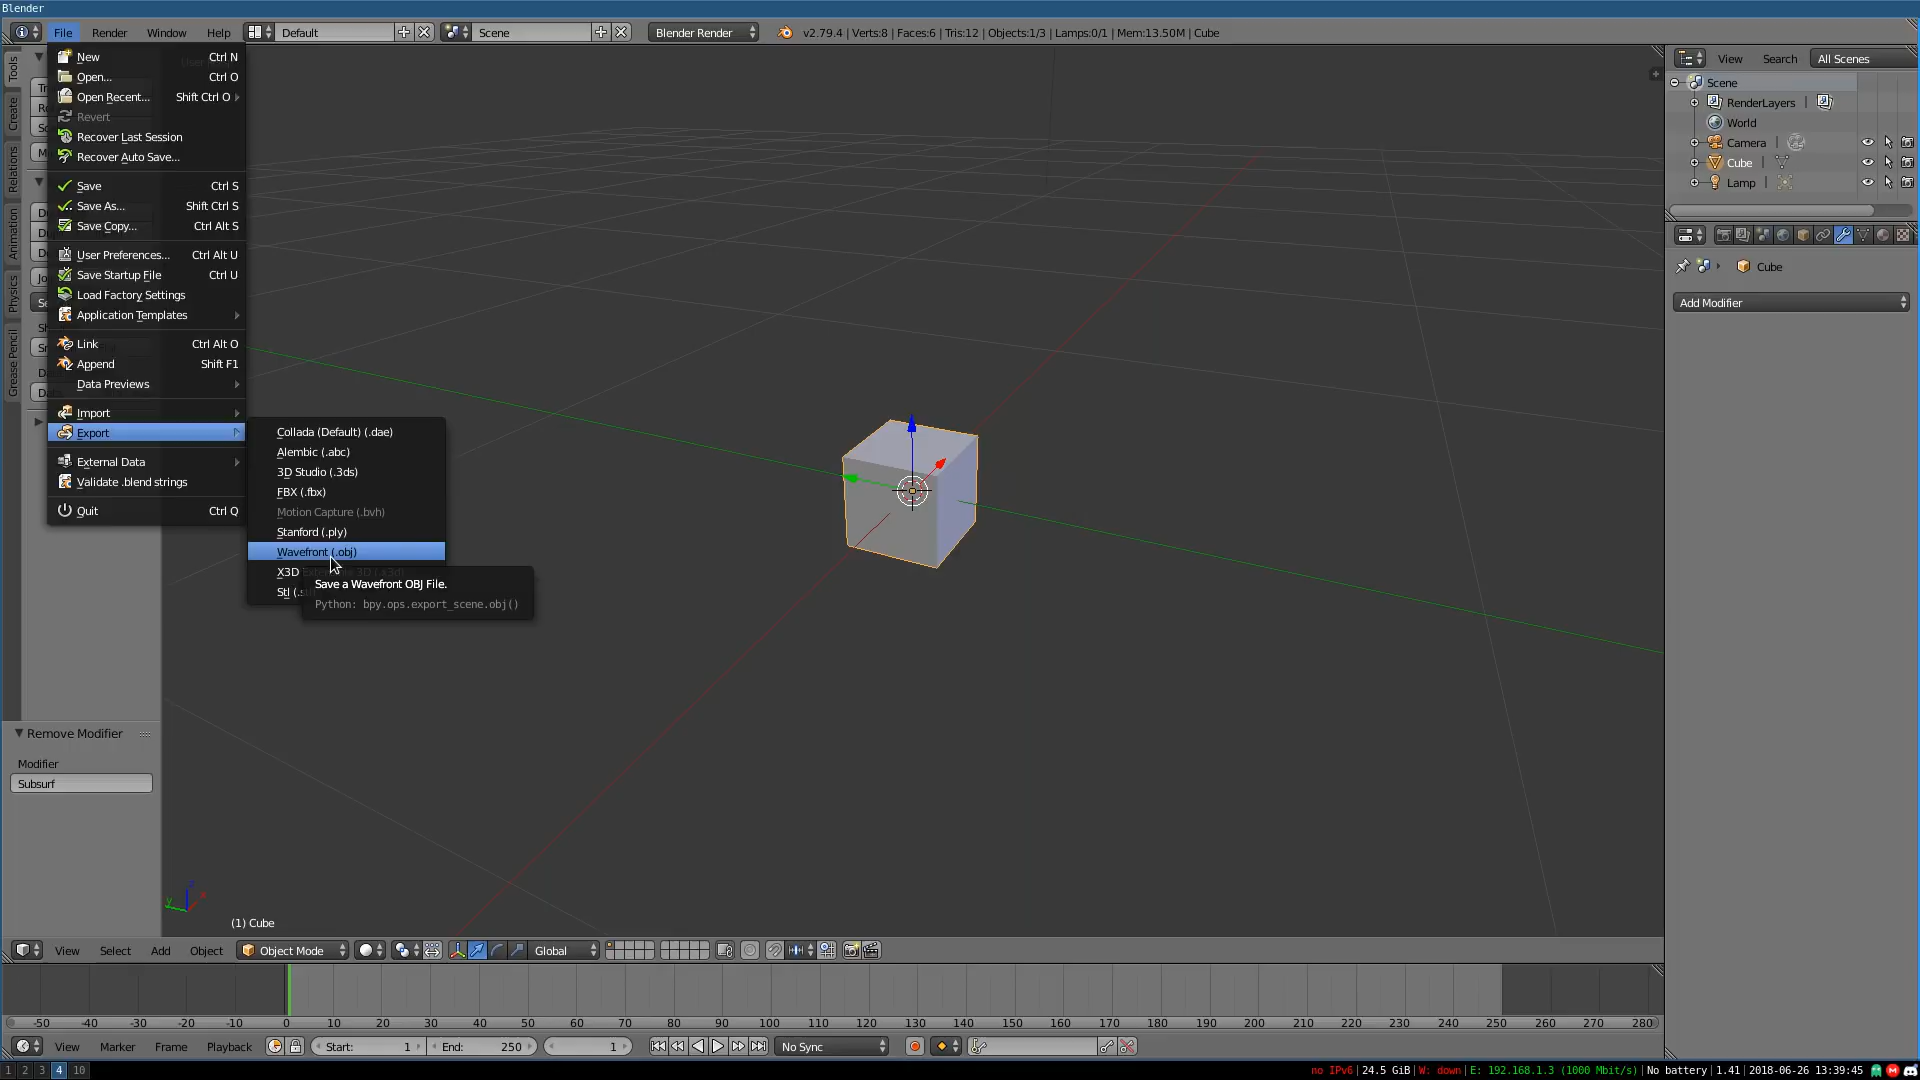 Blender
File Render Window Help Default Scene Blender Render v2.79.4 | Verts:8 | Faces:6 | Tris:12 | Objects:1/3 | Lamps:0/1 | Mem:13.50M | Cube
New Ctrl N
Open... Ctrl O
Open Recent... Shift Ctrl O
Revert
Recover Last Session
Recover Auto Save...
Save Ctrl S
Save As... Shift Ctrl S
Save Copy... Ctrl Alt S
User Preferences... Ctrl Alt U
Save Startup File Ctrl U
Load Factory Settings
Application Templates
Link Ctrl Alt O
Append Shift F1
Data Previews
Import
Export
External Data
Validate .blend strings
Quit Ctrl Q
Collada (Default) (.dae)
Alembic (.abc)
3D Studio (.3ds)
FBX (.fbx)
Motion Capture (.bvh)
Stanford (.ply)
Wavefront (.obj)
X3D
Stl
Save a Wavefront OBJ File.
Python: bpy.ops.export_scene.obj()
Tools
Create
Relations
Animation
Physics
Grease Pencil
Remove Modifier
Modifier
Subsurf
(1) Cube
View Search All Scenes
Scene
RenderLayers
World
Camera
Cube
Lamp
Cube
Add Modifier
View Select Add Object Object Mode Global
-50 -40 -30 -20 -10 0 10 20 30 40 50 60 70 80 90 100 110 120 130 140 150 160 170 180 190 200 210 220 230 240 250 260 270 280
View Marker Frame Playback Start: 1 End: 250 1 No Sync
1 2 3 4 10 no IPv6 | 24.5 GiB | W: down | E: 192.168.1.3 (1000 Mbit/s) | No battery | 1.41 | 2018-06-26 13:39:45